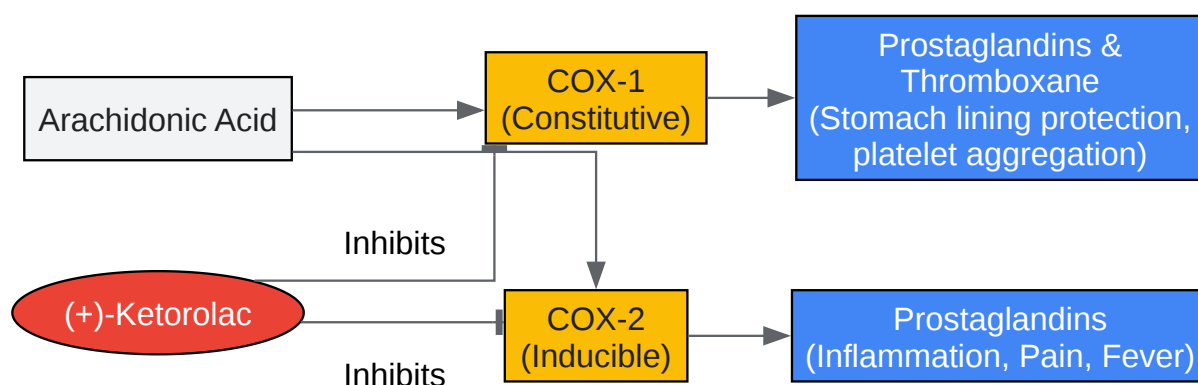 Arachidonic Acid
COX-1
(Constitutive)
Prostaglandins &
Thromboxane
(Stomach lining protection,
platelet aggregation)
Inhibits
(+)-Ketorolac
COX-2
(Inducible)
Prostaglandins
(Inflammation, Pain, Fever)
Inhibits